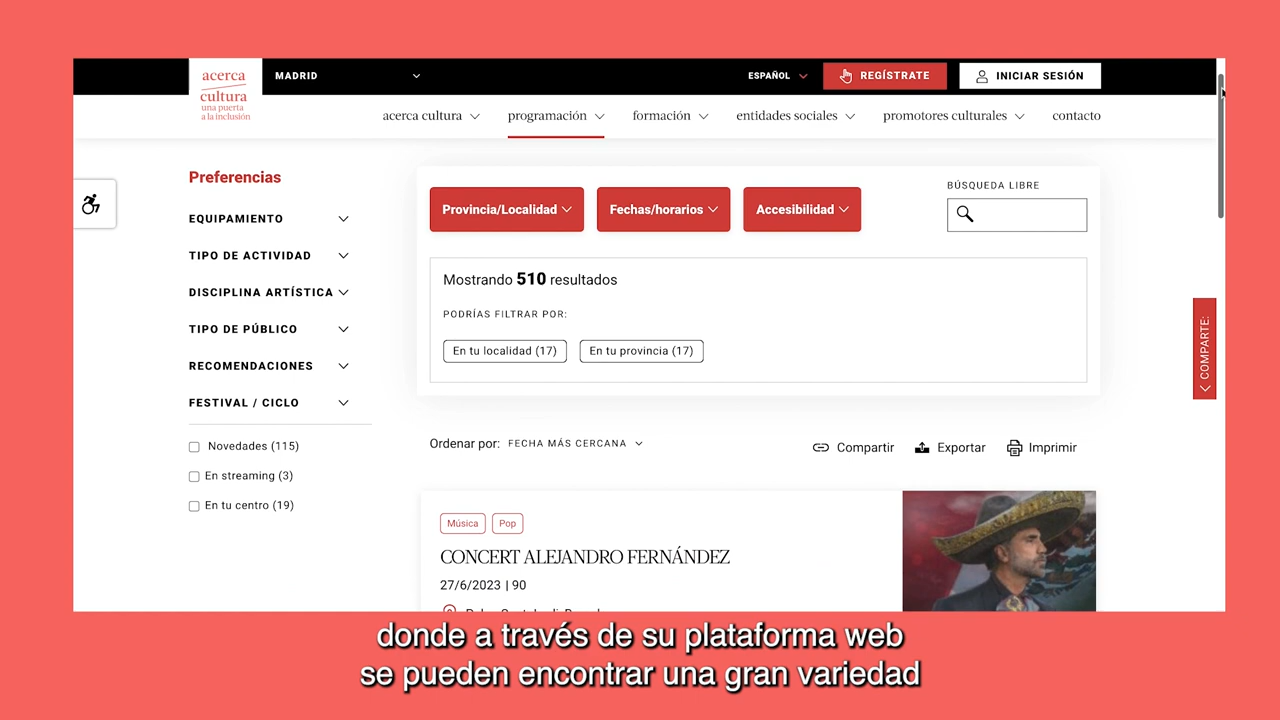 acerca
cultura
una puerta
a la inclusión
MADRID
ESPAÑOL
REGÍSTRATE
INICIAR SESIÓN
acerca cultura
programación
formación
entidades sociales
promotores culturales
contacto
Preferencias
EQUIPAMIENTO
TIPO DE ACTIVIDAD
DISCIPLINA ARTÍSTICA
TIPO DE PÚBLICO
RECOMENDACIONES
FESTIVAL / CICLO
Novedades (115)
En streaming (3)
En tu centro (19)
Provincia/Localidad
Fechas/horarios
Accesibilidad
BÚSQUEDA LIBRE
Mostrando 510 resultados
PODRÍAS FILTRAR POR:
En tu localidad (17)
En tu provincia (17)
COMPARTE:
Ordenar por: FECHA MÁS CERCANA
Compartir
Exportar
Imprimir
Música
Pop
CONCERT ALEJANDRO FERNÁNDEZ
27/6/2023 | 90
donde a través de su plataforma web
se pueden encontrar una gran variedad